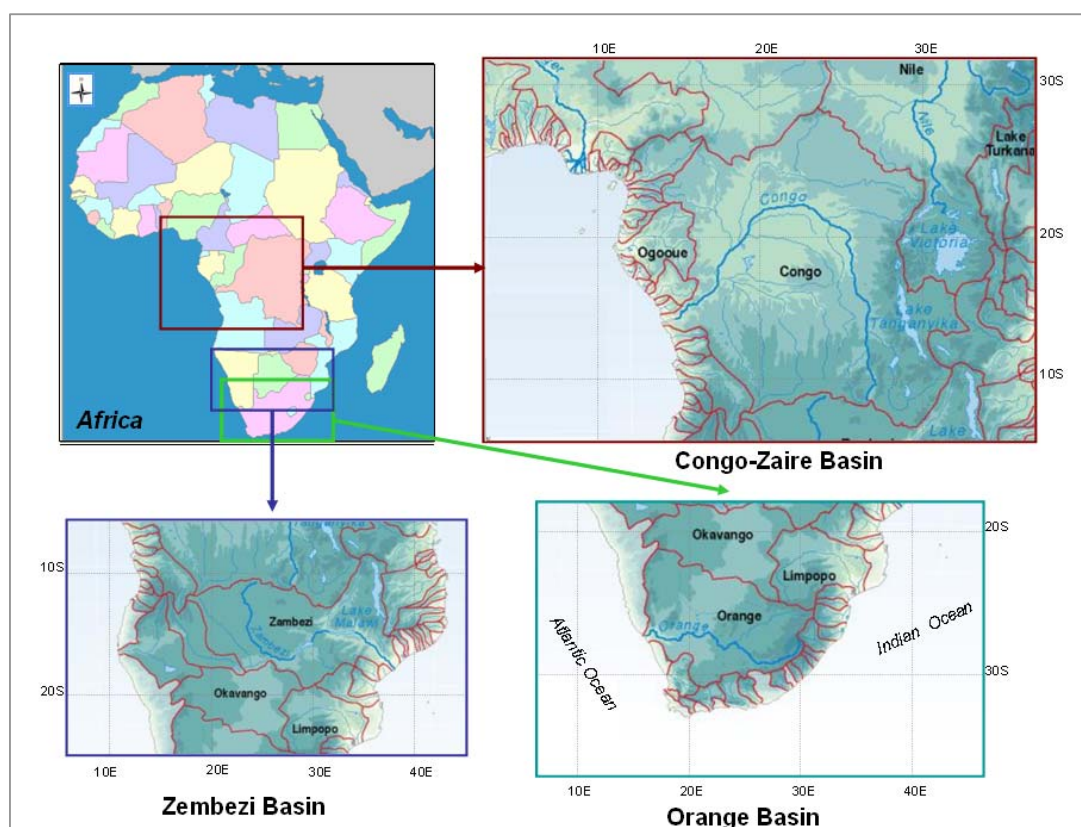 Africa
10E
20E
30E
30S
20S
10S
Nile
Nile
Lake
Turkana
Congo
Lake
Victoria
Ogooue
Congo
Lake
Tanganyika
Lake
Congo-Zaire Basin
10S
20S
Tanganyika
Zambezi
Lake
Malawi
Zambezi
Okavango
Limpopo
10E
20E
30E
40E
Zembezi Basin
20S
30S
Okavango
Limpopo
Orange
Orange
Atlantic Ocean
Indian Ocean
10E
20E
30E
40E
Orange Basin